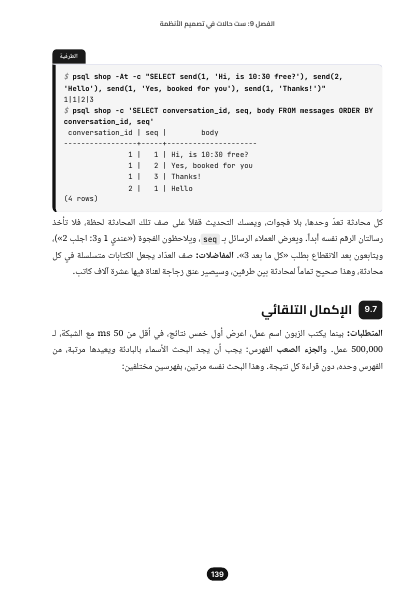 الفصل 9: ست حالات في تصميم الأنظمة
الطرفية
$ psql shop -At -c "SELECT send(1, 'Hi, is 10:30 free?'), send(2,
'Hello'), send(1, 'Yes, booked for you'), send(1, 'Thanks!')"
1|1|2|3
$ psql shop -c 'SELECT conversation_id, seq, body FROM messages ORDER BY
conversation_id, seq'
conversation_id | seq | body
-----------------+-----+---------------------
1 | 1 | Hi, is 10:30 free?
1 | 2 | Yes, booked for you
1 | 3 | Thanks!
2 | 1 | Hello
(4 rows)
كل محادثة تعدّ وحدها، بلا فجوات، ويمسك التحديث قفلاً على صف تلك المحادثة لحظة، فلا تأخذ
رسالتان الرقم نفسه أبداً. ويعرض العملاء الرسائل بـ seq، ويلاحظون الفجوة («عندي 1 و3: اجلب 2»)،
ويتابعون بعد الانقطاع بطلب «كل ما بعد 3». المفاضلات: صف العدّاد يجعل الكتابات متسلسلة في كل
محادثة، وهذا صحيح تماماً لمحادثة بين طرفين، وسيصير عنق زجاجة لقناة فيها عشرة آلاف كاتب.
9.7 الإكمال التلقائي
المتطلبات: بينما يكتب الزبون اسم عمل، اعرض أول خمس نتائج، في أقل من 50 ms مع الشبكة، لـ
500,000 عمل. والجزء الصعب الفهرس: يجب أن يجد البحث الأسماء بالبادئة ويعيدها مرتبة، من
الفهرس وحده، دون قراءة كل نتيجة. وهذا البحث نفسه مرتين، بفهرسين مختلفين:
139